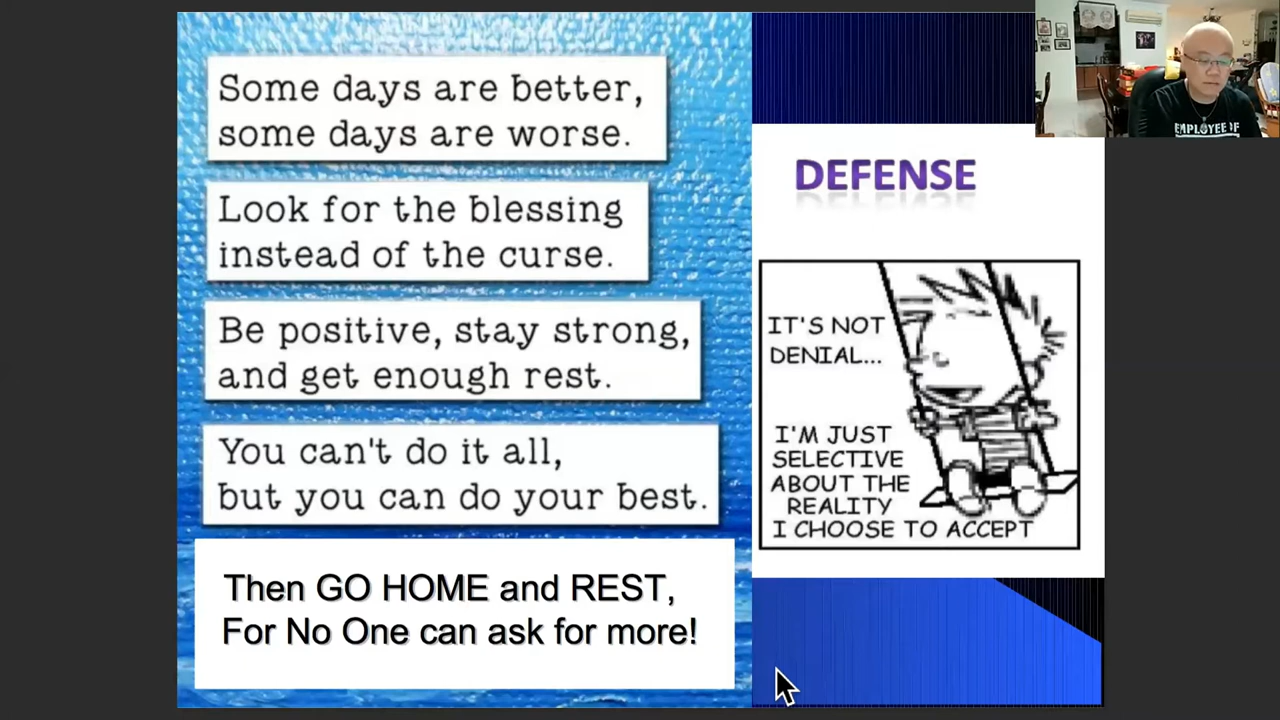 Some days are better,
some days are worse.
Look for the blessing
instead of the curse.
Be positive, stay strong,
and get enough rest.
You can't do it all,
but you can do your best.
Then GO HOME and REST,
For No One can ask for more!
DEFENSE
IT'S NOT
DENIAL...
I'M JUST
SELECTIVE
ABOUT THE
REALITY
I CHOOSE TO ACCEPT
EMPLOYEE OF